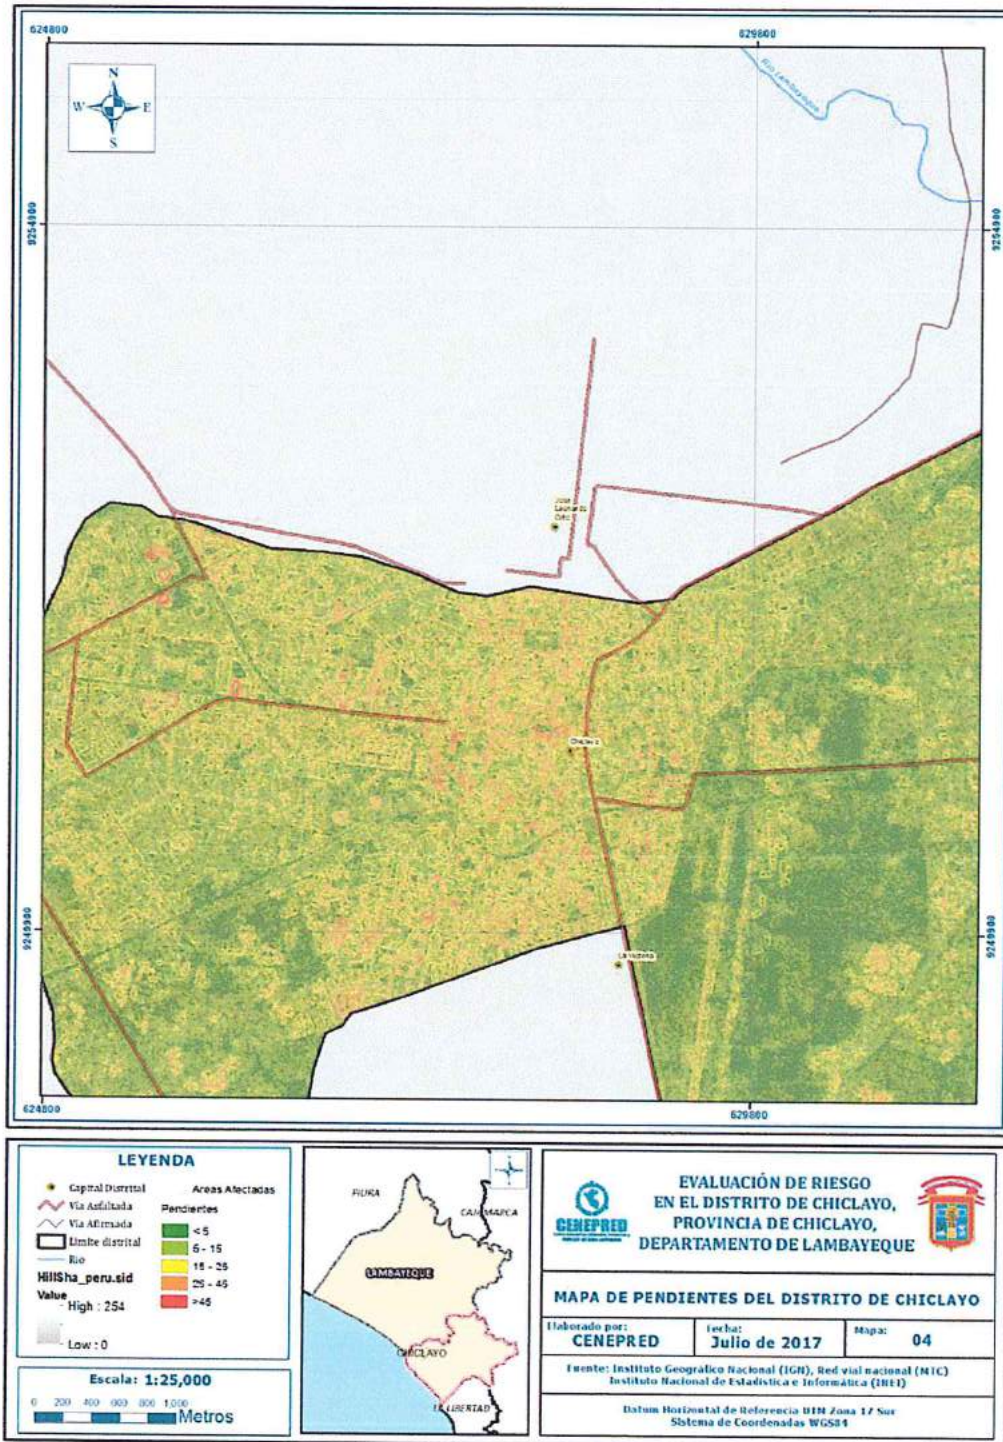 624800
629800
N
W E
S
Río Lambayeque
9254900
9254900
Jose
Leonardo
Ortiz
Chiclayo
9249900
9249900
La Victoria
624800
629800
LEYENDA
Capital Distrital
Vía Asfaltada
Vía Afirmada
Límite distrital
Río
HillSha_peru.sid
Value
High : 254
Low : 0
Areas Afectadas
Pendientes
< 5
5 - 15
15 - 25
25 - 45
>45
Escala: 1:25,000
0 200 400 600 800 1,000
Metros
PIURA
CAJAMARCA
LAMBAYEQUE
CHICLAYO
LA LIBERTAD
CENEPRED
EVALUACIÓN DE RIESGO
EN EL DISTRITO DE CHICLAYO,
PROVINCIA DE CHICLAYO,
DEPARTAMENTO DE LAMBAYEQUE
MAPA DE PENDIENTES DEL DISTRITO DE CHICLAYO
Elaborado por:
CENEPRED
Fecha:
Julio de 2017
Mapa: 04
Fuente: Instituto Geográfico Nacional (IGN), Red vial nacional (MTC)
Instituto Nacional de Estadística e Informática (INEI)
Datum Horizontal de Referencia UTM Zona 17 Sur
Sistema de Coordenadas WGS84